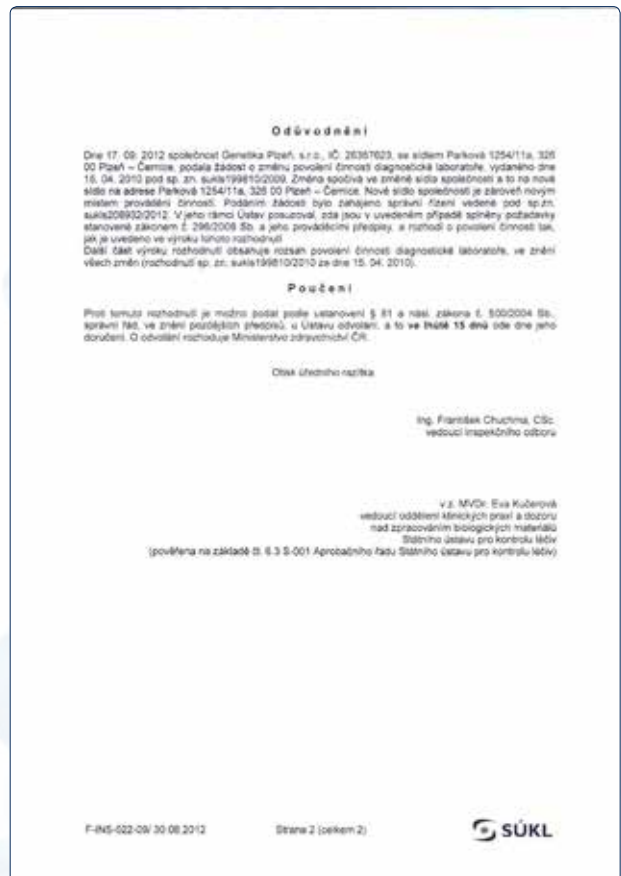 Odůvodnění
Dne 17. 09. 2012 společnost Genetika Plzeň, s.r.o., IČ: 26367623, se sídlem Parková 1254/11a, 326
00 Plzeň – Černice, podala žádost o změnu povolení činnosti diagnostické laboratoře, vydaného dne
15. 04. 2010 pod sp. zn. sukls199810/2009. Změna spočívá ve změně sídla společnosti a to na nové
sídlo na adrese Parková 1254/11a, 326 00 Plzeň – Černice. Nové sídlo společnosti je zároveň novým
místem provádění činnosti. Podáním žádosti bylo zahájeno správní řízení vedené pod sp.zn.
sukls208932/2012. V jeho rámci Ústav posuzoval, zda jsou v uvedeném případě splněny požadavky
stanovené zákonem č. 296/2008 Sb. a jeho prováděcími předpisy, a rozhodl o povolení činnosti tak,
jak je uvedeno ve výroku tohoto rozhodnutí.
Další část výroku rozhodnutí obsahuje rozsah povolení činnosti diagnostické laboratoře, ve znění
všech změn (rozhodnutí sp. zn. sukls199810/2010 ze dne 15. 04. 2010).
Poučení
Proti tomuto rozhodnutí je možno podat podle ustanovení § 81 a násl. zákona č. 500/2004 Sb.,
správní řád, ve znění pozdějších předpisů, u Ústavu odvolání, a to ve lhůtě 15 dnů ode dne jeho
doručení. O odvolání rozhoduje Ministerstvo zdravotnictví ČR.
Otisk úředního razítka
Ing. František Chuchma, CSc.
vedoucí inspekčního odboru
v.z. MVDr. Eva Kučerová
vedoucí oddělení klinických praxí a dozoru
nad zpracováním biologických materiálů
Státního ústavu pro kontrolu léčiv
(pověřena na základě čl. 6.3 S-001 Aprobačního řádu Státního ústavu pro kontrolu léčiv)
F-INS-022-09/ 30.08.2012
Strana 2 (celkem 2)
SÚKL